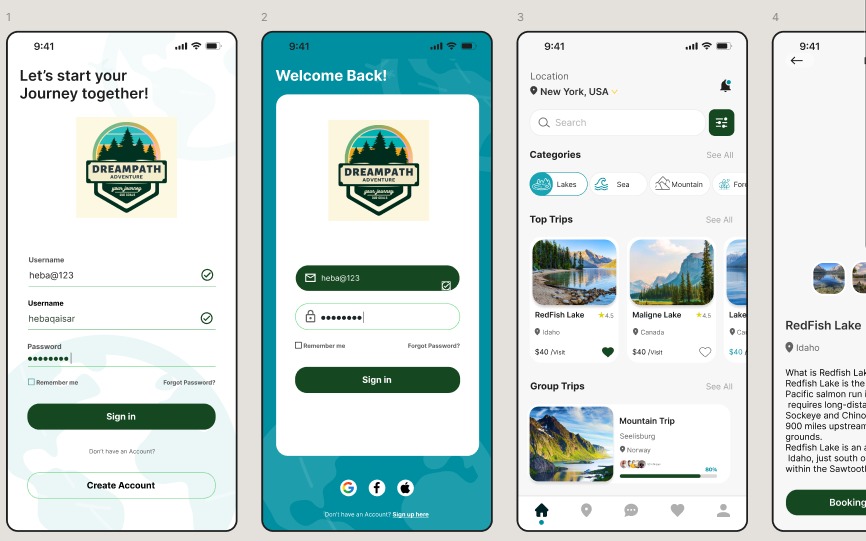 1
9:41
Let's start your
Journey together!
DREAMPATH
ADVENTURE
your journey
OUR GOALS
Username
heba@123
Username
hebaqaisar
Password
Remember me
Forgot Password?
Sign in
Don't have an Account?
Create Account
2
9:41
Welcome Back!
DREAMPATH
ADVENTURE
your journey
OUR GOALS
heba@123
Remember me
Forgot Password?
Sign in
G
f
Don't have an Account? Sign up here
3
9:41
Location
New York, USA
Search
Categories
See All
Lakes
Sea
Mountain
Fore
Top Trips
See All
RedFish Lake
4.5
Idaho
$40 /Visit
Maligne Lake
4.5
Canada
$40 /Visit
Lake
Ca
$40 /
Group Trips
See All
Mountain Trip
Seelisburg
Norway
80%
4
9:41
RedFish Lake
Idaho
What is Redfish Lak
Redfish Lake is the
Pacific salmon run i
requires long-dista
Sockeye and Chino
900 miles upstream
grounds.
Redfish Lake is an a
Idaho, just south o
within the Sawtooth
Booking